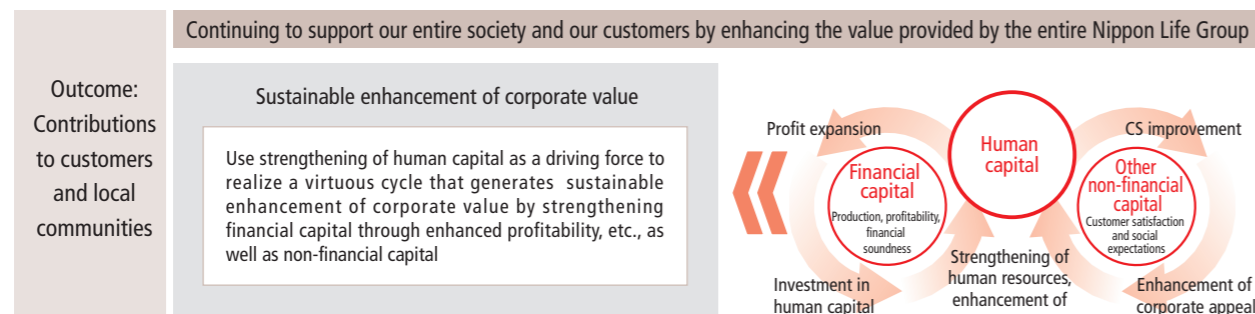 Continuing to support our entire society and our customers by enhancing the value provided by the entire Nippon Life Group
Outcome:
Contributions
to customers
and local
communities
Sustainable enhancement of corporate value
Use strengthening of human capital as a driving force to
realize a virtuous cycle that generates sustainable
enhancement of corporate value by strengthening
financial capital through enhanced profitability, etc., as
well as non-financial capital
Profit expansion
Human
capital
CS improvement
Financial
capital
Production, profitability,
financial
soundness
Other
non-financial
capital
Customer satisfaction
and social
expectations
Investment in
human capital
Strengthening of
human resources,
enhancement of
Enhancement of
corporate appeal